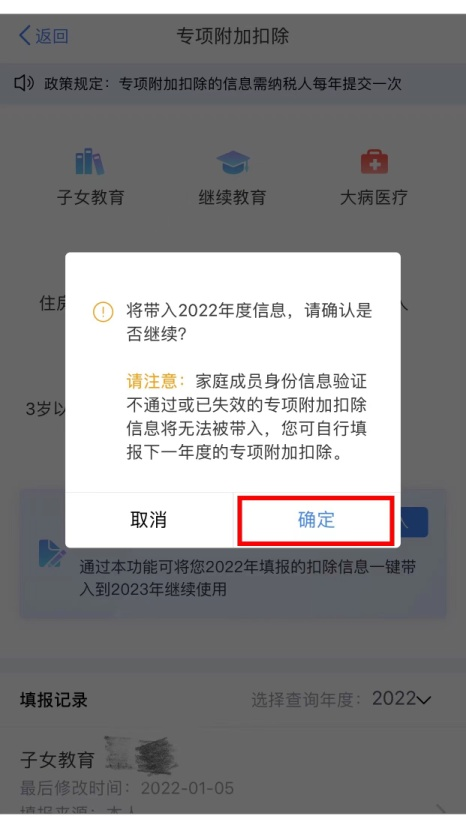 返回
专项附加扣除
政策规定：专项附加扣除的信息需纳税人每年提交一次
子女教育
继续教育
大病医疗
住房
人
3岁以
将带入2022年度信息，请确认是
否继续?
请注意：家庭成员身份信息验证
不通过或已失效的专项附加扣除
信息将无法被带入，您可自行填
报下一年度的专项附加扣除。
取消
确定
入
通过本功能可将您2022年填报的扣除信息一键带
入到2023年继续使用
填报记录
选择查询年度：2022
子女教育
最后修改时间：2022-01-05
填报来源：本人